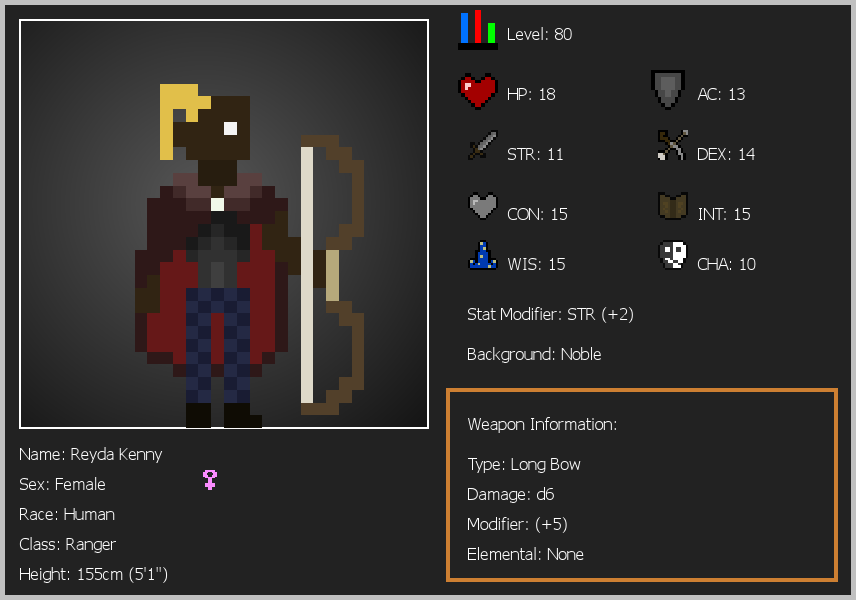 Level: 80
HP: 18
AC: 13
STR: 11
DEX: 14
CON: 15
INT: 15
WIS: 15
CHA: 10
Stat Modifier: STR (+2)
Background: Noble
Weapon Information:
Type: Long Bow
Damage: d6
Modifier: (+5)
Elemental: None
Name: Reyda Kenny
Sex: Female
Race: Human
Class: Ranger
Height: 155cm (5'1")